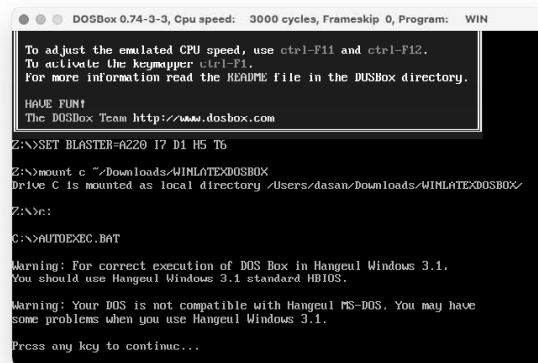 DOSBox 0.74-3-3, Cpu speed: 3000 cycles, Frameskip 0, Program: WIN
To adjust the emulated CPU speed, use ctrl-F11 and ctrl-F12.
To activate the keymapper ctrl-F1.
For more information read the README file in the DOSBox directory.
HAVE FUN!
The DOSBox Team http://www.dosbox.com
Z:\>SET BLASTER=A220 I7 D1 H5 T6
Z:\>mount c ~/Downloads/WINLATEXDOSBOX
Drive C is mounted as local directory /Users/dasan/Downloads/WINLATEXDOSBOX/
Z:\>c:
C:\>AUTOEXEC.BAT
Warning: For correct execution of DOS Box in Hangeul Windows 3.1.
You should use Hangeul Windows 3.1 standard HBIOS.
Warning: Your DOS is not compatible with Hangeul MS-DOS. You may have
some problems when you use Hangeul Windows 3.1.
Press any key to continue...